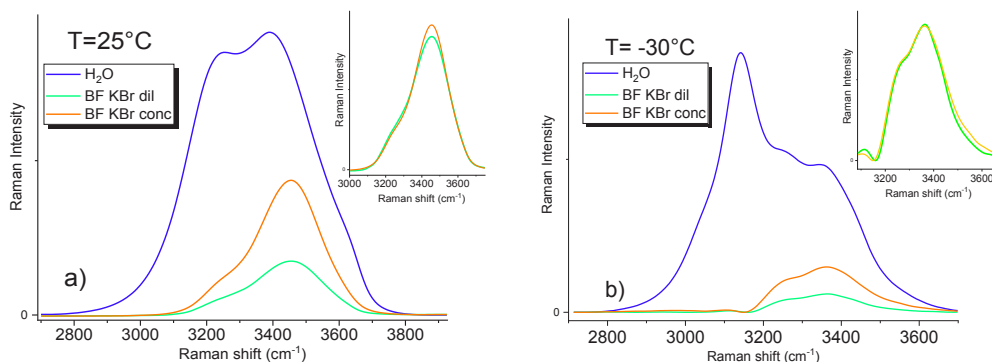 T=25°C
H₂O
BF KBr dil
BF KBr conc
Raman Intensity
0
a)
2800 3000 3200 3400 3600 3800
Raman shift (cm⁻¹)
Raman Intensity
0
3000 3200 3400 3600
Raman shift (cm⁻¹)
T= -30°C
H₂O
BF KBr dil
BF KBr conc
Raman Intensity
0
b)
2800 3000 3200 3400 3600
Raman shift (cm⁻¹)
Raman Intensity
0
3200 3400 3600
Raman shift (cm⁻¹)